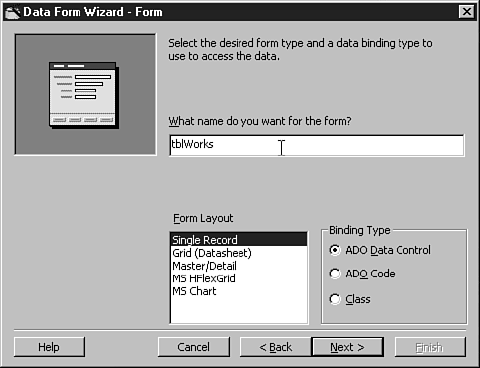 Data Form Wizard - Form
Select the desired form type and a data binding type to
use to access the data.
What name do you want for the form?
tblWorks
Form Layout
Single Record
Grid (Datasheet)
Master/Detail
MS HFlexGrid
MS Chart
Binding Type
ADO Data Control
ADO Code
Class
Help
Cancel
< Back
Next >
Finish